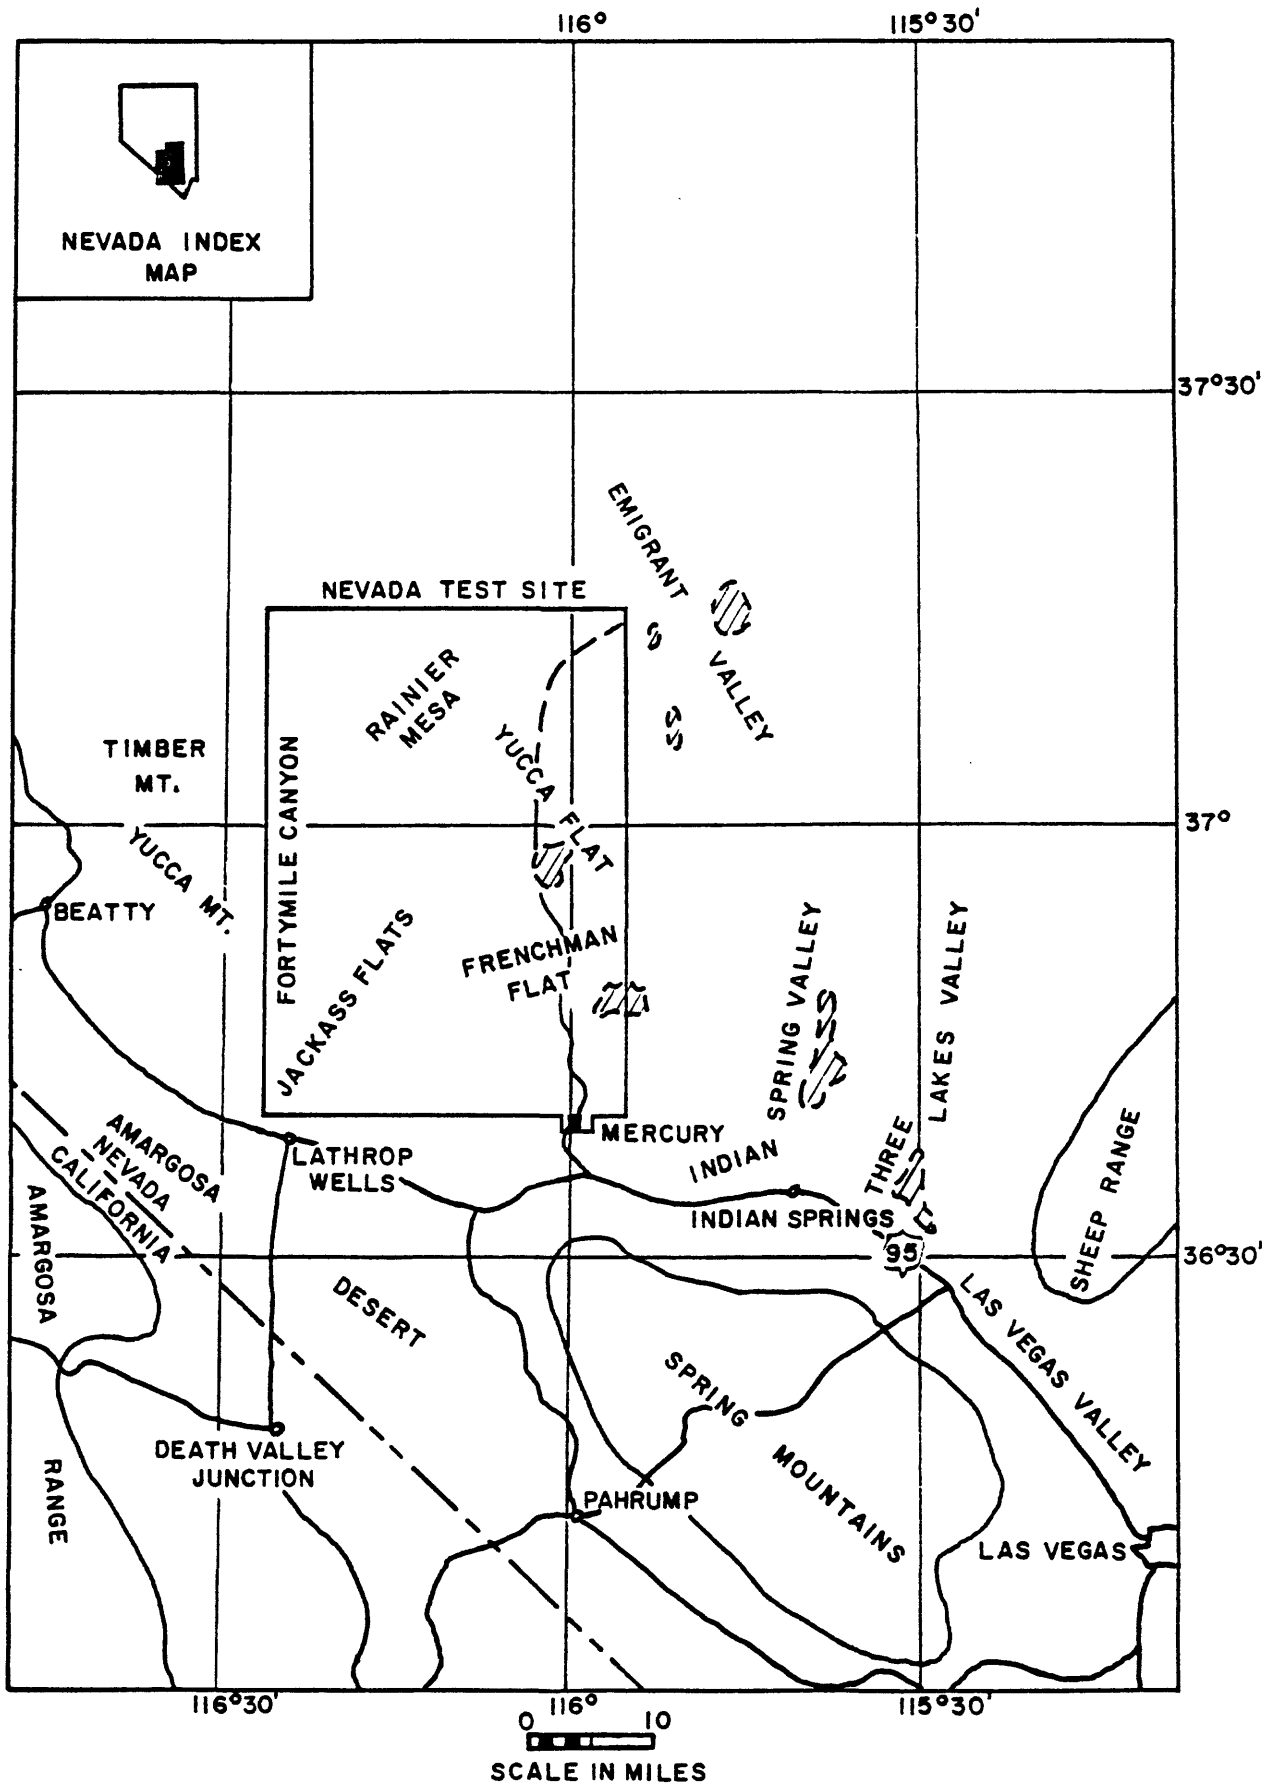 116°
115°30'
NEVADA INDEX
MAP
37°30'
EMIGRANT
VALLEY
NEVADA TEST SITE
RAINIER
MESA
YUCCA FLAT
TIMBER
MT.
FORTYMILE CANYON
37°
YUCCA MT.
BEATTY
JACKASS FLATS
FRENCHMAN
FLAT
SPRING VALLEY
LAKES VALLEY
MERCURY
INDIAN
THREE
AMARGOSA
NEVADA
CALIFORNIA
LATHROP
WELLS
INDIAN SPRINGS
SHEEP RANGE
95
36°30'
AMARGOSA
DESERT
LAS VEGAS VALLEY
SPRING
MOUNTAINS
DEATH VALLEY
JUNCTION
RANGE
PAHRUMP
LAS VEGAS
116°30'
116°
115°30'
0 10
SCALE IN MILES